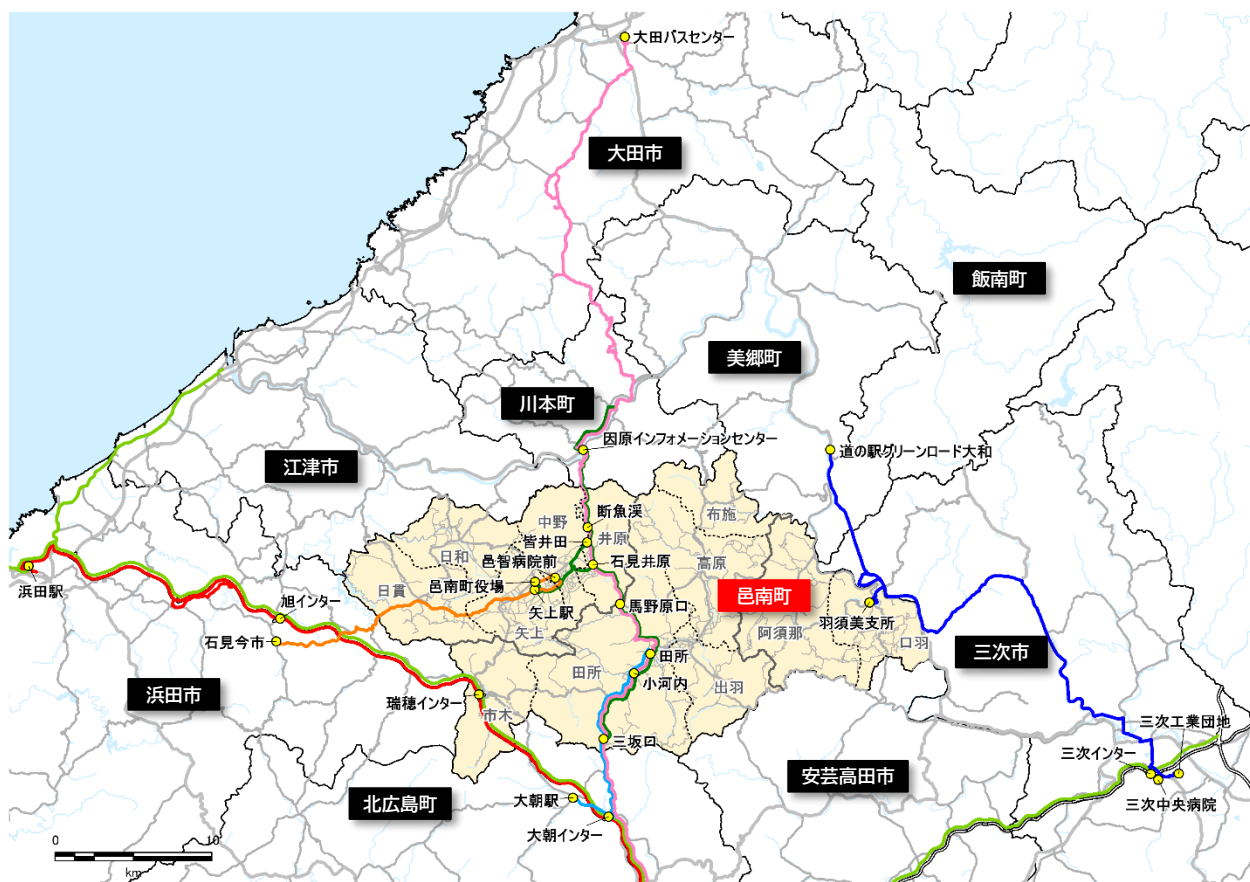 大田バスセンター
大田市
飯南町
美郷町
川本町
因原インフォメーションセンター
道の駅グリーンロード大和
江津市
断魚渓
布施
中野
皆井田
井原
日和
邑智病院前
石見井原
高原
浜田駅
日貫
邑南町役場
邑南町
旭インター
矢上駅
馬野原口
羽須美支所
石見今市
矢上
阿須那
口羽
三次市
田所
田所
小河内
出羽
浜田市
瑞穂インター
市木
三坂口
三次工業団地
三次インター
安芸高田市
三次中央病院
北広島町
大朝駅
大朝インター
0 10
km